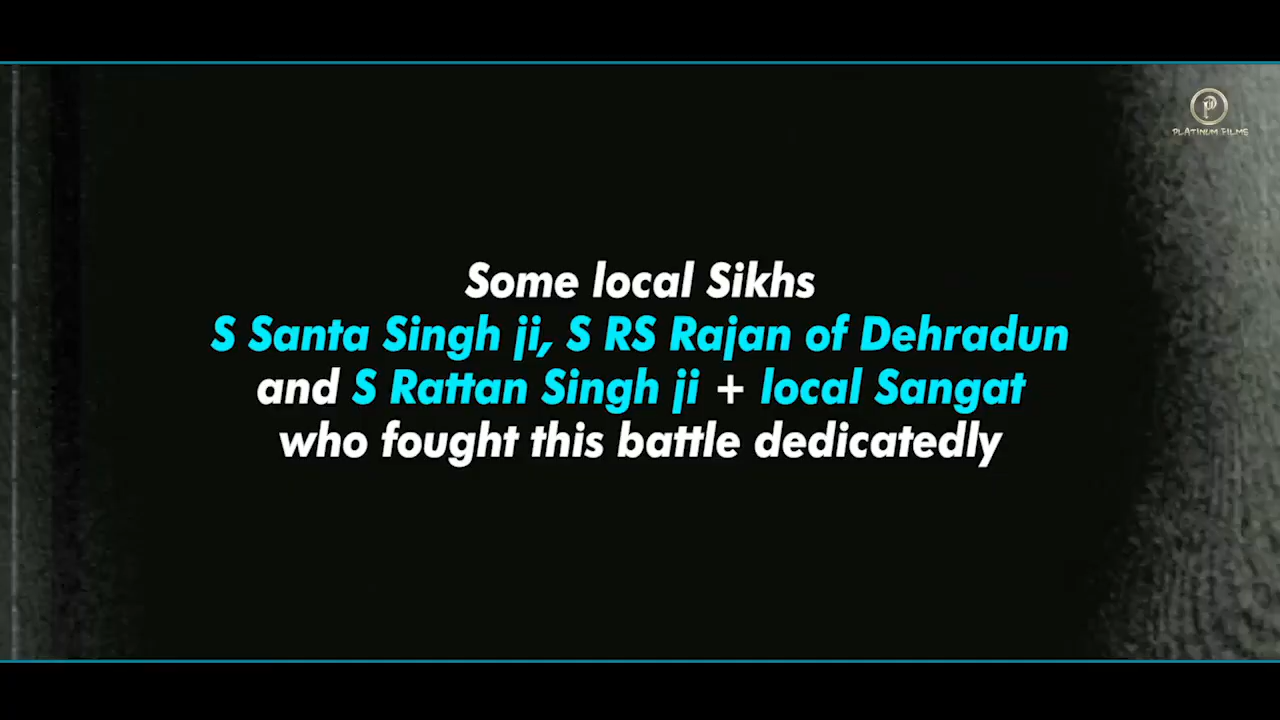 PLATINUM FILMS
Some local Sikhs
S Santa Singh ji, S RS Rajan of Dehradun
and S Rattan Singh ji + local Sangat
who fought this battle dedicatedly